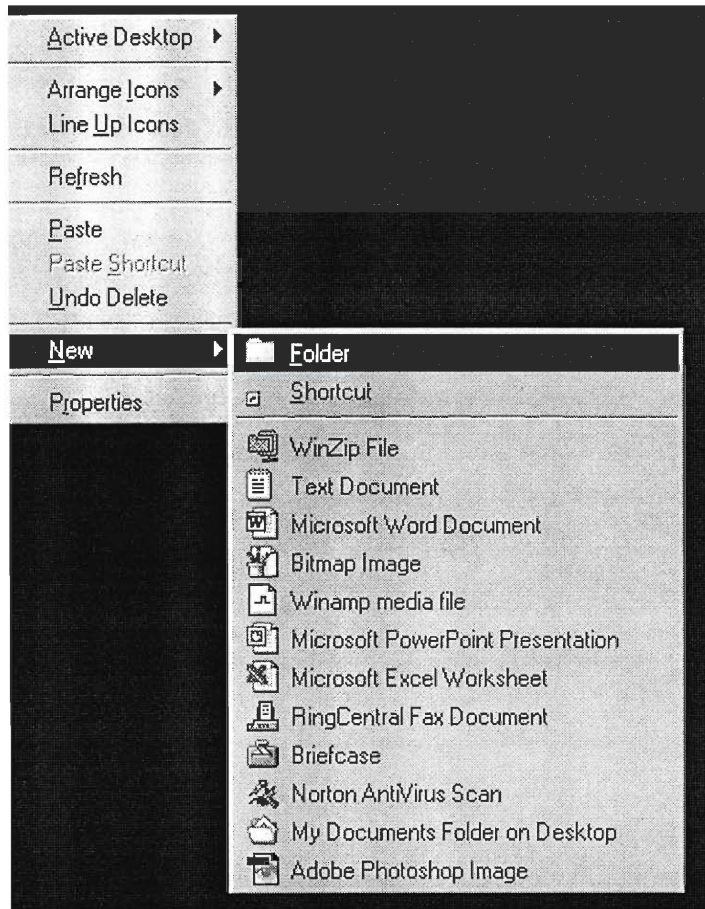 Active Desktop
Arrange Icons
Line Up Icons
Refresh
Paste
Paste Shortcut
Undo Delete
New
Properties
Folder
Shortcut
WinZip File
Text Document
Microsoft Word Document
Bitmap Image
Winamp media file
Microsoft PowerPoint Presentation
Microsoft Excel Worksheet
RingCentral Fax Document
Briefcase
Norton AntiVirus Scan
My Documents Folder on Desktop
Adobe Photoshop Image